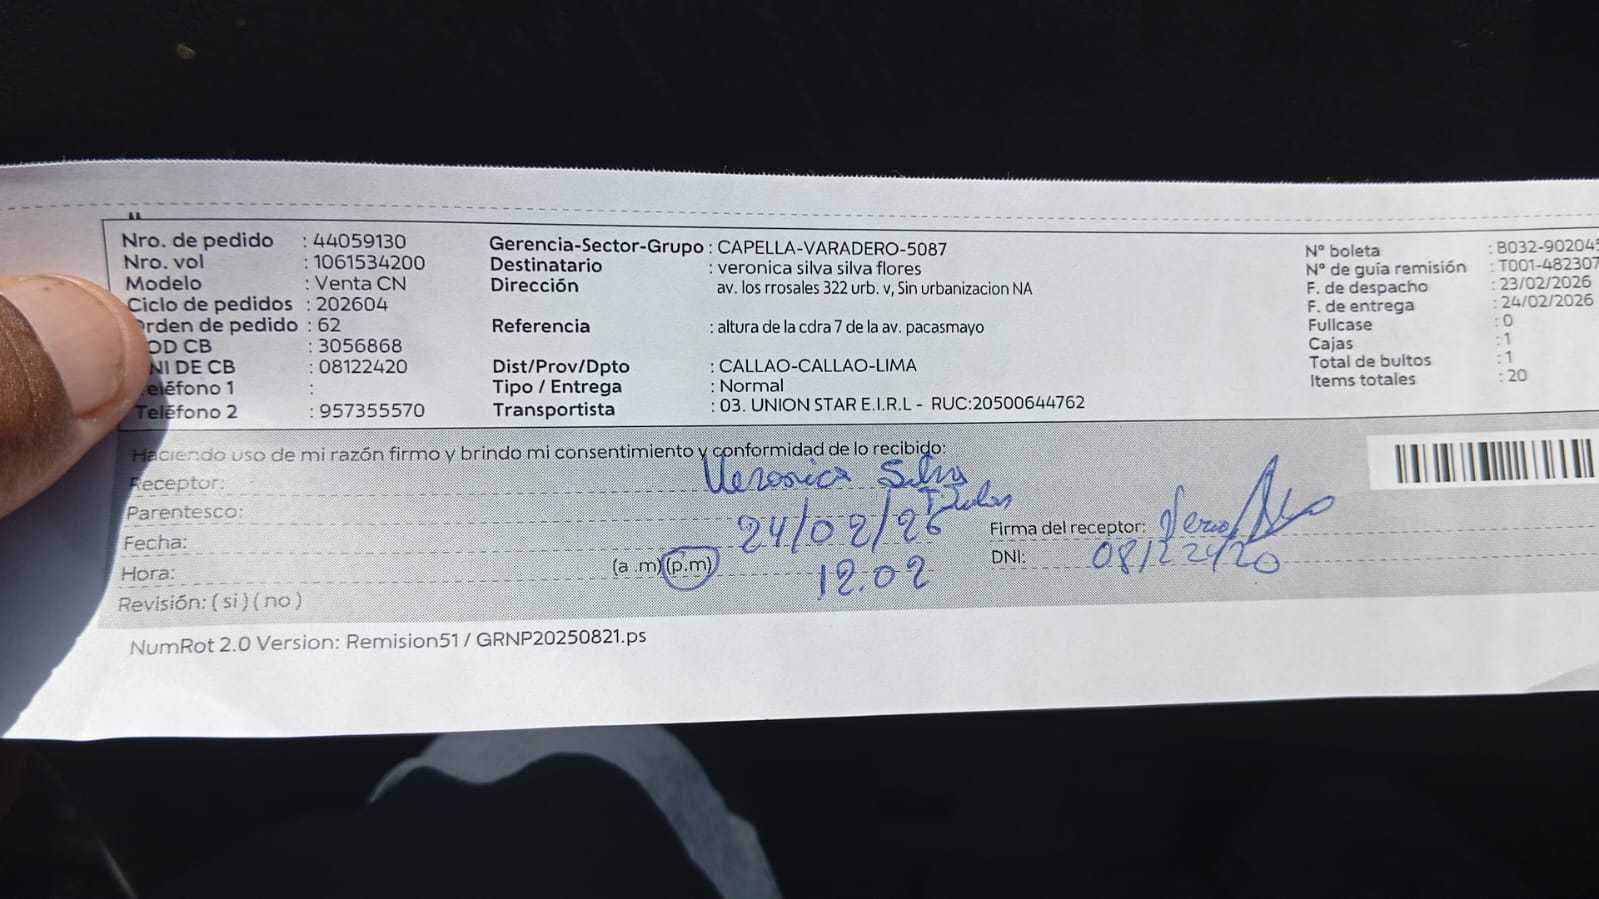 Nro. de pedido : 44059130
Nro. vol : 1061534200
Modelo : Venta CN
Ciclo de pedidos : 202604
Orden de pedido : 62
OD CB : 3056868
NI DE CB : 08122420
Teléfono 1 :
Teléfono 2 : 957355570
Gerencia-Sector-Grupo : CAPELLA-VARADERO-5087
Destinatario : veronica silva silva flores
Dirección av. los rrosales 322 urb. v, Sin urbanizacion NA
Referencia : altura de la cdra 7 de la av. pacasmayo
Dist/Prov/Dpto : CALLAO-CALLAO-LIMA
Tipo / Entrega : Normal
Transportista : 03. UNION STAR E.I.R.L - RUC:20500644762
N° boleta : B032-902045
N° de guía remisión : T001-482307
F. de despacho : 23/02/2026
F. de entrega : 24/02/2026
Fullcase : 0
Cajas : 1
Total de bultos : 1
Items totales : 20
Haciendo uso de mi razón firmo y brindo mi consentimiento y conformidad de lo recibido:
Receptor: Veronica Silva
Parentesco: Titular
Fecha: 24/02/26
Hora: (a .m) (p.m) 12.02
Revisión: ( si ) ( no )
Firma del receptor:
DNI: 08122420
NumRot 2.0 Version: Remision51 / GRNP20250821.ps